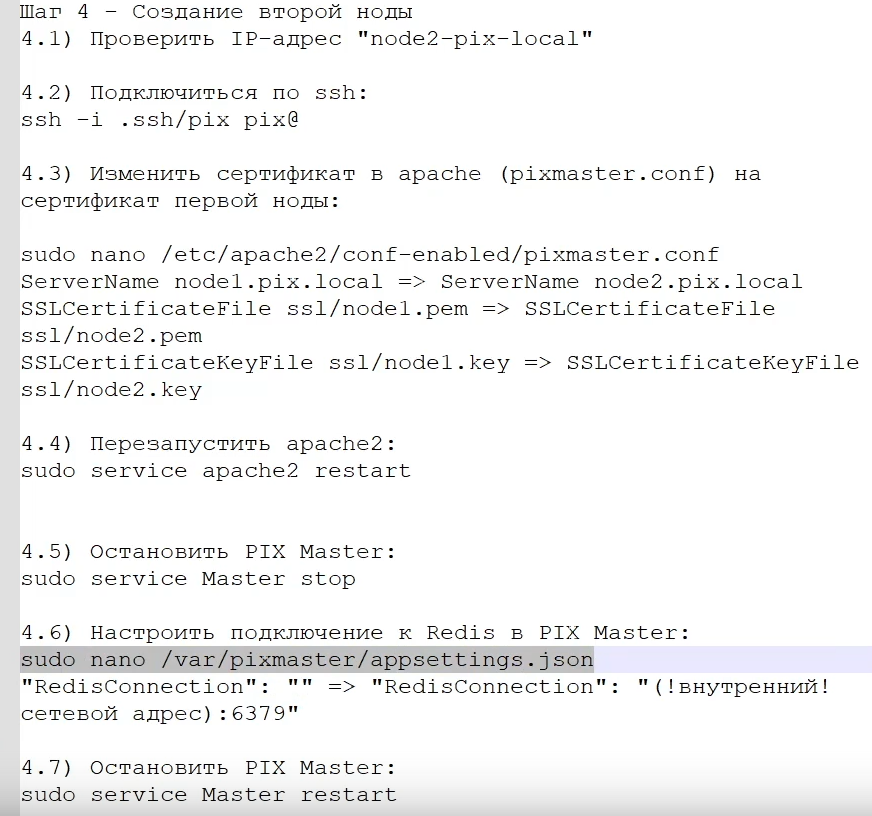 Шаг 4 - Создание второй ноды
4.1) Проверить IP-адрес "node2-pix-local"
4.2) Подключиться по ssh:
ssh -i .ssh/pix pix@
4.3) Изменить сертификат в apache (pixmaster.conf) на
сертификат первой ноды:
sudo nano /etc/apache2/conf-enabled/pixmaster.conf
ServerName node1.pix.local => ServerName node2.pix.local
SSLCertificateFile ssl/node1.pem => SSLCertificateFile
ssl/node2.pem
SSLCertificateKeyFile ssl/node1.key => SSLCertificateKeyFile
ssl/node2.key
4.4) Перезапустить apache2:
sudo service apache2 restart
4.5) Остановить PIX Master:
sudo service Master stop
4.6) Настроить подключение к Redis в PIX Master:
sudo nano /var/pixmaster/appsettings.json
"RedisConnection": "" => "RedisConnection": "(!внутренний!
сетевой адрес):6379"
4.7) Остановить PIX Master:
sudo service Master restart